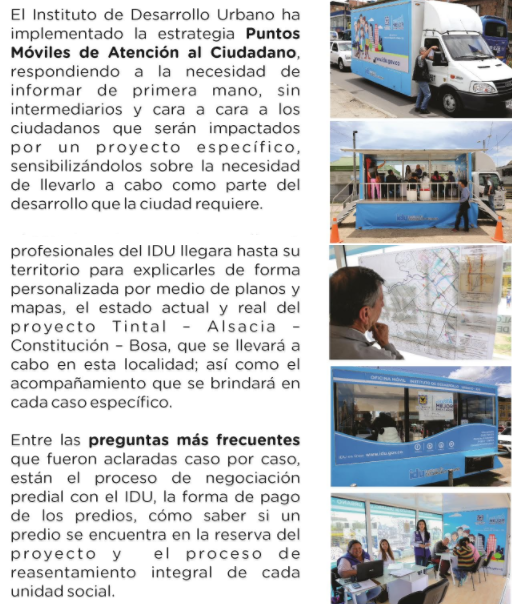 El Instituto de Desarrollo Urbano ha
implementado la estrategia Puntos
Móviles de Atención al Ciudadano,
respondiendo a la necesidad de
informar de primera mano, sin
intermediarios y cara a cara a los
ciudadanos que serán impactados
por un proyecto específico,
sensibilizándolos sobre la necesidad
de llevarlo a cabo como parte del
desarrollo que la ciudad requiere.
profesionales del IDU llegara hasta su
territorio para explicarles de forma
personalizada por medio de planos y
mapas, el estado actual y real del
proyecto Tintal – Alsacia –
Constitución – Bosa, que se llevará a
cabo en esta localidad; así como el
acompañamiento que se brindará en
cada caso específico.
Entre las preguntas más frecuentes
que fueron aclaradas caso por caso,
están el proceso de negociación
predial con el IDU, la forma de pago
de los predios, cómo saber si un
predio se encuentra en la reserva del
proyecto y el proceso de
reasentamiento integral de cada
unidad social.
www.idu.gov.co
idu